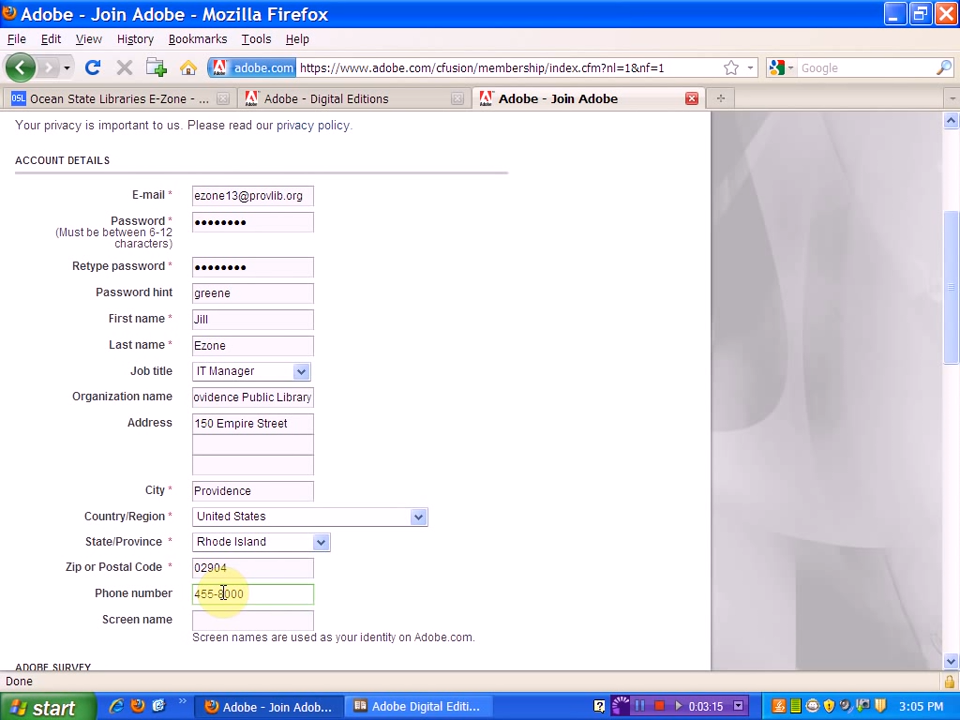 Adobe - Join Adobe - Mozilla Firefox
File Edit View History Bookmarks Tools Help
adobe.com https://www.adobe.com/cfusion/membership/index.cfm?nl=1&nf=1 Google
Ocean State Libraries E-Zone - ... Adobe - Digital Editions Adobe - Join Adobe
Your privacy is important to us. Please read our privacy policy.
ACCOUNT DETAILS
E-mail * ezone13@provlib.org
Password * ••••••••
(Must be between 6-12
characters)
Retype password * ••••••••
Password hint greene
First name * Jill
Last name * Ezone
Job title IT Manager
Organization name ovidence Public Library
Address 150 Empire Street
City * Providence
Country/Region * United States
State/Province * Rhode Island
Zip or Postal Code * 02904
Phone number 455-8000
Screen name
Screen names are used as your identity on Adobe.com.
ADOBE SURVEY
Done
start Adobe - Join Adob... Adobe Digital Editi... 0:03:15 3:05 PM